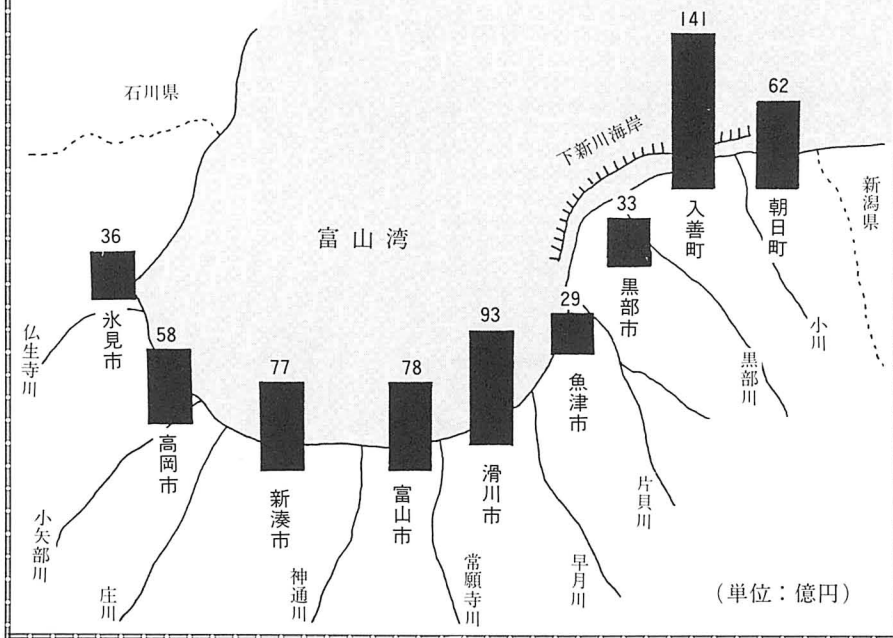 141
62
石川県
下新川海岸
新潟県
33
入善町
朝日町
富山湾
36
黒部市
29
小川
93
氷見市
仏生寺川
58
77
78
魚津市
黒部川
高岡市
滑川市
新湊市
富山市
片貝川
小矢部川
庄川
神通川
常願寺川
早月川
(単位:億円)